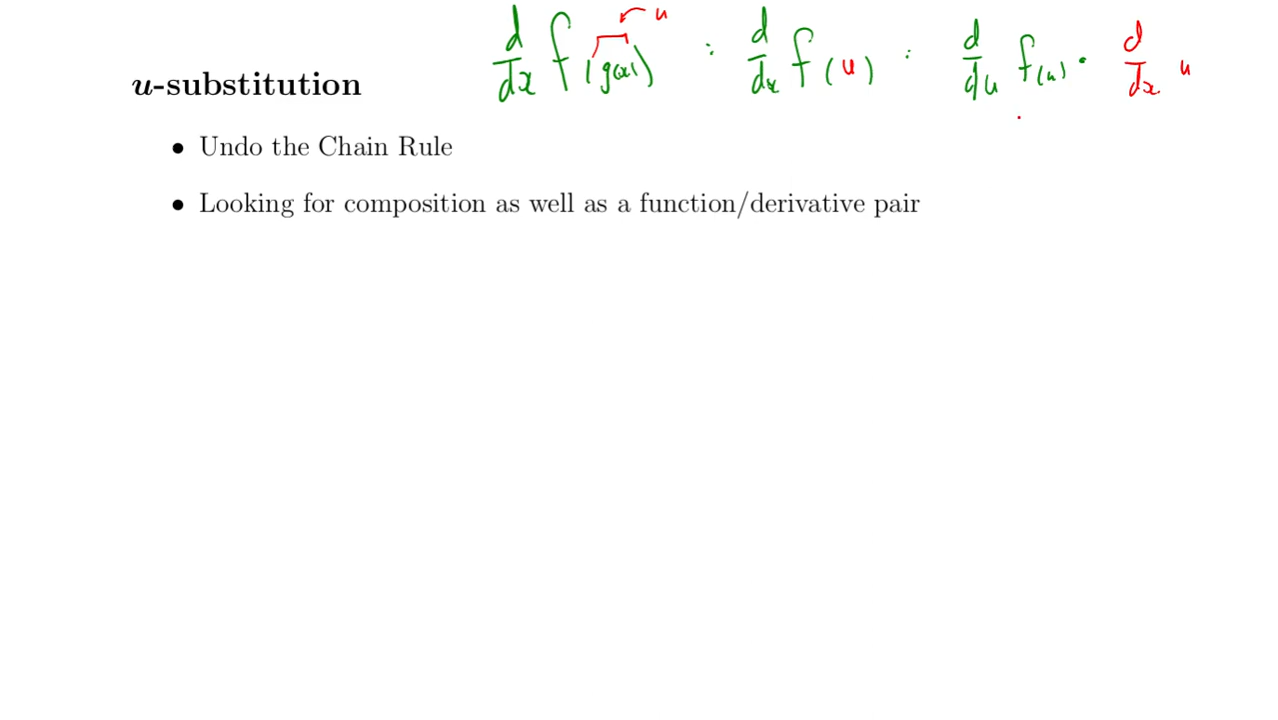 u
d/dx f(g(x)) : d/dx f(u) : d/du f(u) · d/dx u
u-substitution
• Undo the Chain Rule
• Looking for composition as well as a function/derivative pair